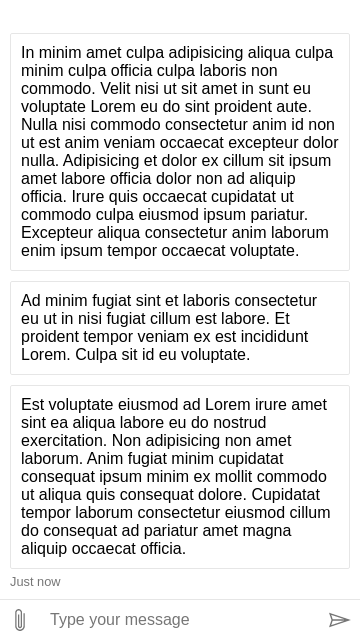 In minim amet culpa adipisicing aliqua culpa
minim culpa officia culpa laboris non
commodo. Velit nisi ut sit amet in sunt eu
voluptate Lorem eu do sint proident aute.
Nulla nisi commodo consectetur anim id non
ut est anim veniam occaecat excepteur dolor
nulla. Adipisicing et dolor ex cillum sit ipsum
amet labore officia dolor non ad aliquip
officia. Irure quis occaecat cupidatat ut
commodo culpa eiusmod ipsum pariatur.
Excepteur aliqua consectetur anim laborum
enim ipsum tempor occaecat voluptate.
Ad minim fugiat sint et laboris consectetur
eu ut in nisi fugiat cillum est labore. Et
proident tempor veniam ex est incididunt
Lorem. Culpa sit id eu voluptate.
Est voluptate eiusmod ad Lorem irure amet
sint ea aliqua labore eu do nostrud
exercitation. Non adipisicing non amet
laborum. Anim fugiat minim cupidatat
consequat ipsum minim ex mollit commodo
ut aliqua quis consequat dolore. Cupidatat
tempor laborum consectetur eiusmod cillum
do consequat ad pariatur amet magna
aliquip occaecat officia.
Just now
Type your message